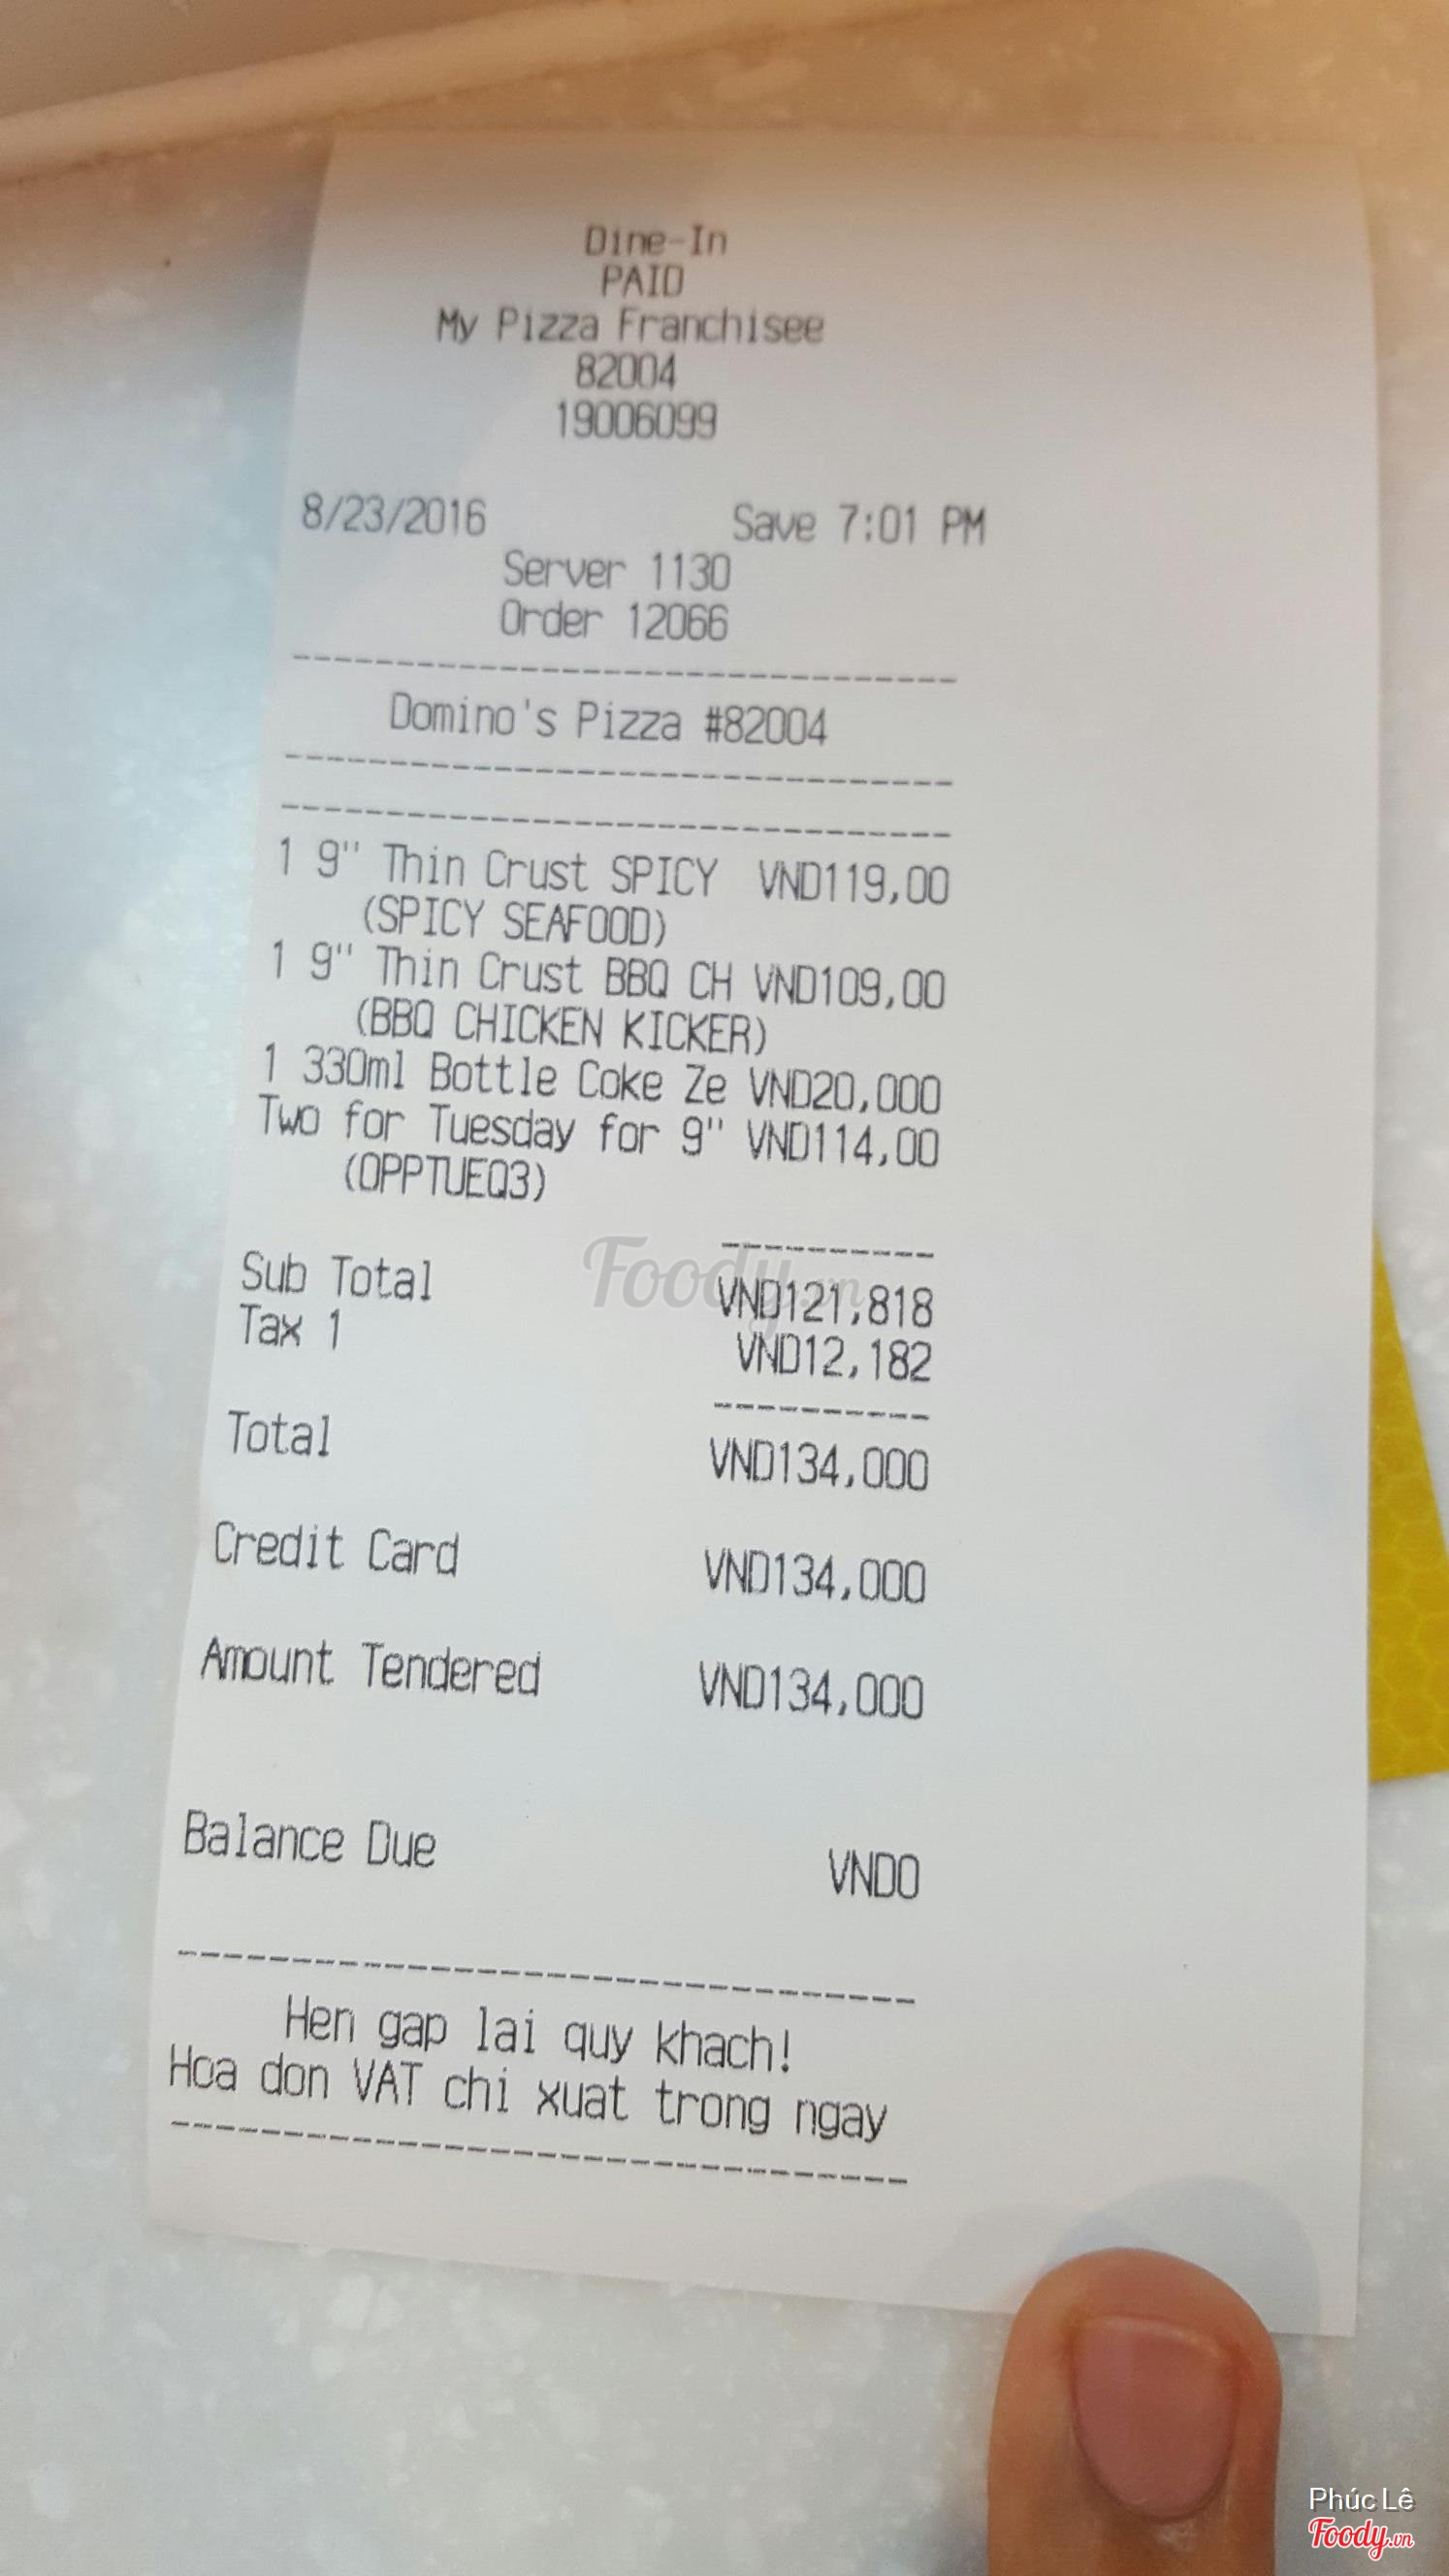 Dine-In
PAID
My Pizza Franchisee
82004
19006099
8/23/2016 Save 7:01 PM
Server 1130
Order 12066
Domino's Pizza #82004
1 9" Thin Crust SPICY VND119,00
(SPICY SEAFOOD)
1 9" Thin Crust BBQ CH VND109,00
(BBQ CHICKEN KICKER)
1 330ml Bottle Coke Ze VND20,000
Two for Tuesday for 9" VND114,00
(OPPTUEQ3)
Foody.vn
Sub Total VND121,818
Tax 1 VND12,182
Total VND134,000
Credit Card VND134,000
Amount Tendered VND134,000
Balance Due VND0
Hen gap lai quy khach!
Hoa don VAT chi xuat trong ngay
Phúc Lê
Foody.vn